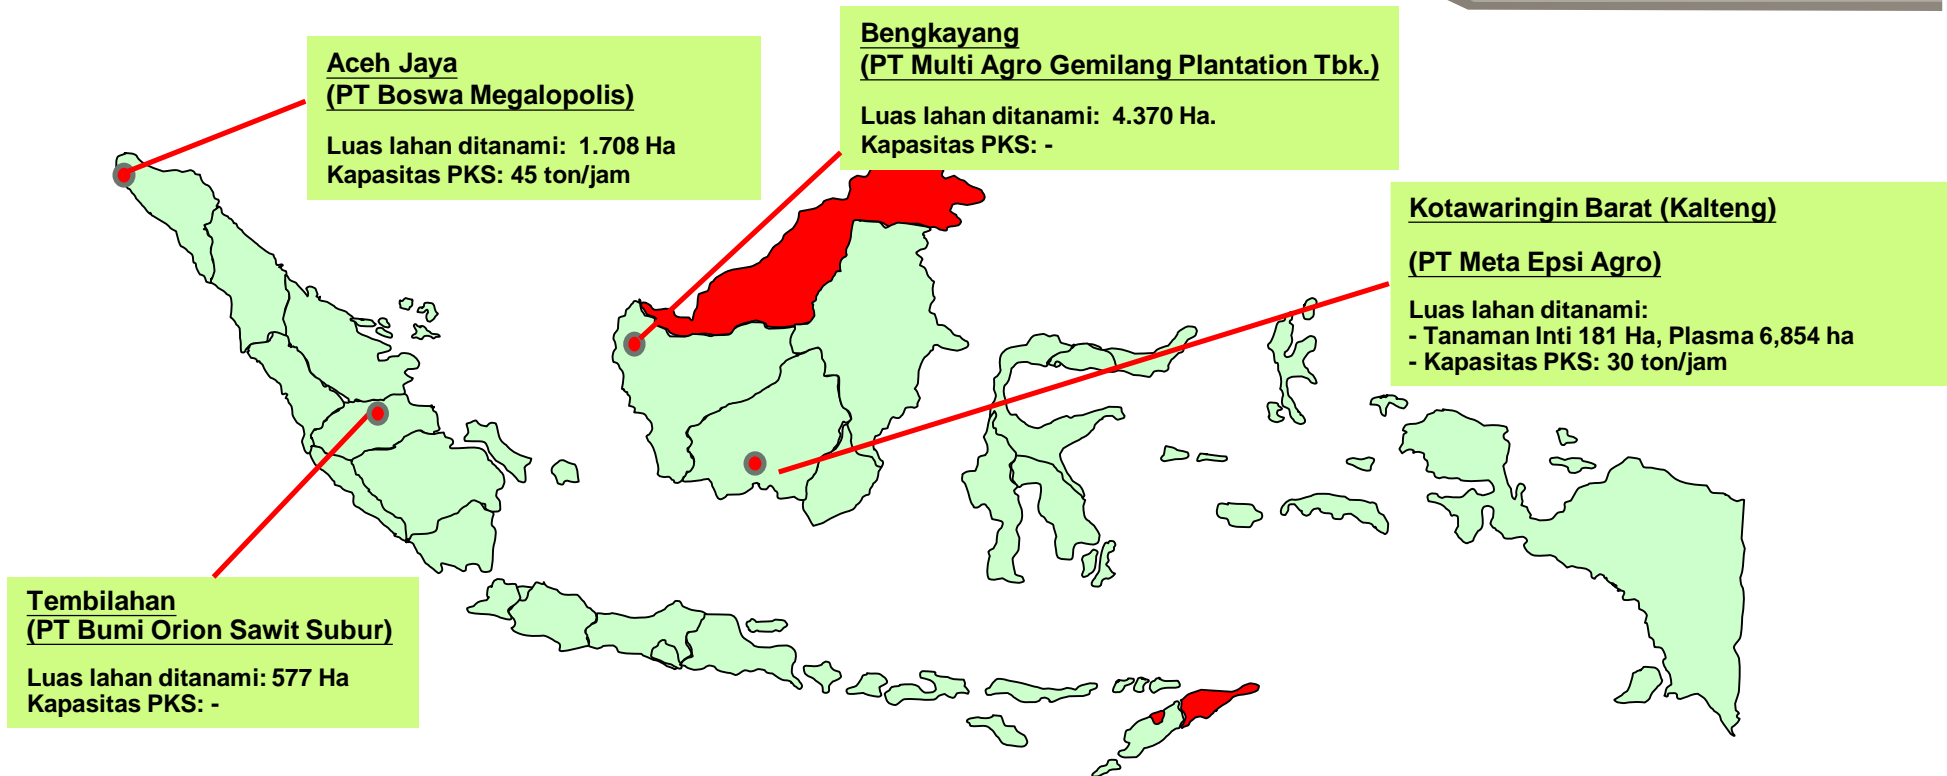 Aceh Jaya
(PT Boswa Megalopolis)
Luas lahan ditanami: 1.708 Ha
Kapasitas PKS: 45 ton/jam
Bengkayang
(PT Multi Agro Gemilang Plantation Tbk.)
Luas lahan ditanami: 4.370 Ha.
Kapasitas PKS: -
Kotawaringin Barat (Kalteng)
(PT Meta Epsi Agro)
Luas lahan ditanami:
- Tanaman Inti 181 Ha, Plasma 6,854 ha
- Kapasitas PKS: 30 ton/jam
Tembilahan
(PT Bumi Orion Sawit Subur)
Luas lahan ditanami: 577 Ha
Kapasitas PKS: -